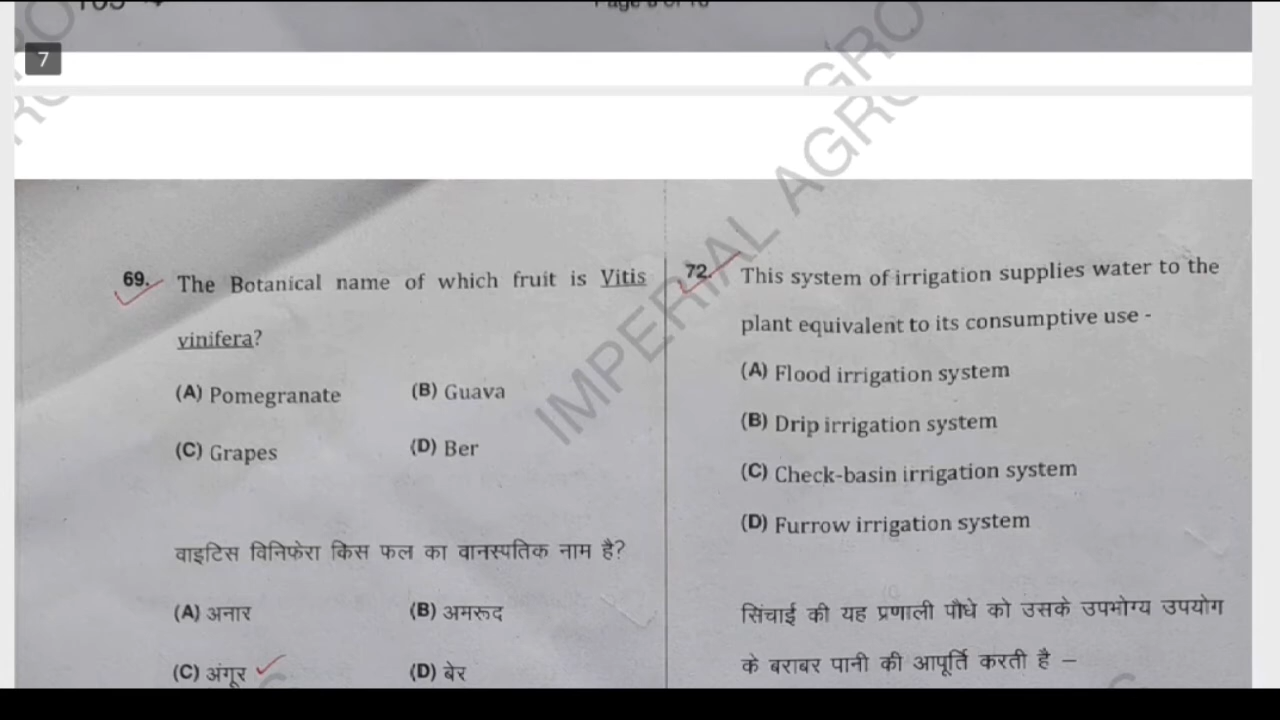 7
69. The Botanical name of which fruit is Vitis
vinifera?
(A) Pomegranate (B) Guava
(C) Grapes (D) Ber
वाइटिस विनिफेरा किस फल का वानस्पतिक नाम है?
(A) अनार (B) अमरूद
(C) अंगूर (D) बेर
72. This system of irrigation supplies water to the
plant equivalent to its consumptive use -
(A) Flood irrigation system
(B) Drip irrigation system
(C) Check-basin irrigation system
(D) Furrow irrigation system
सिंचाई की यह प्रणाली पौधे को उसके उपभोग्य उपयोग
के बराबर पानी की आपूर्ति करती है –
IMPERIAL AGRO